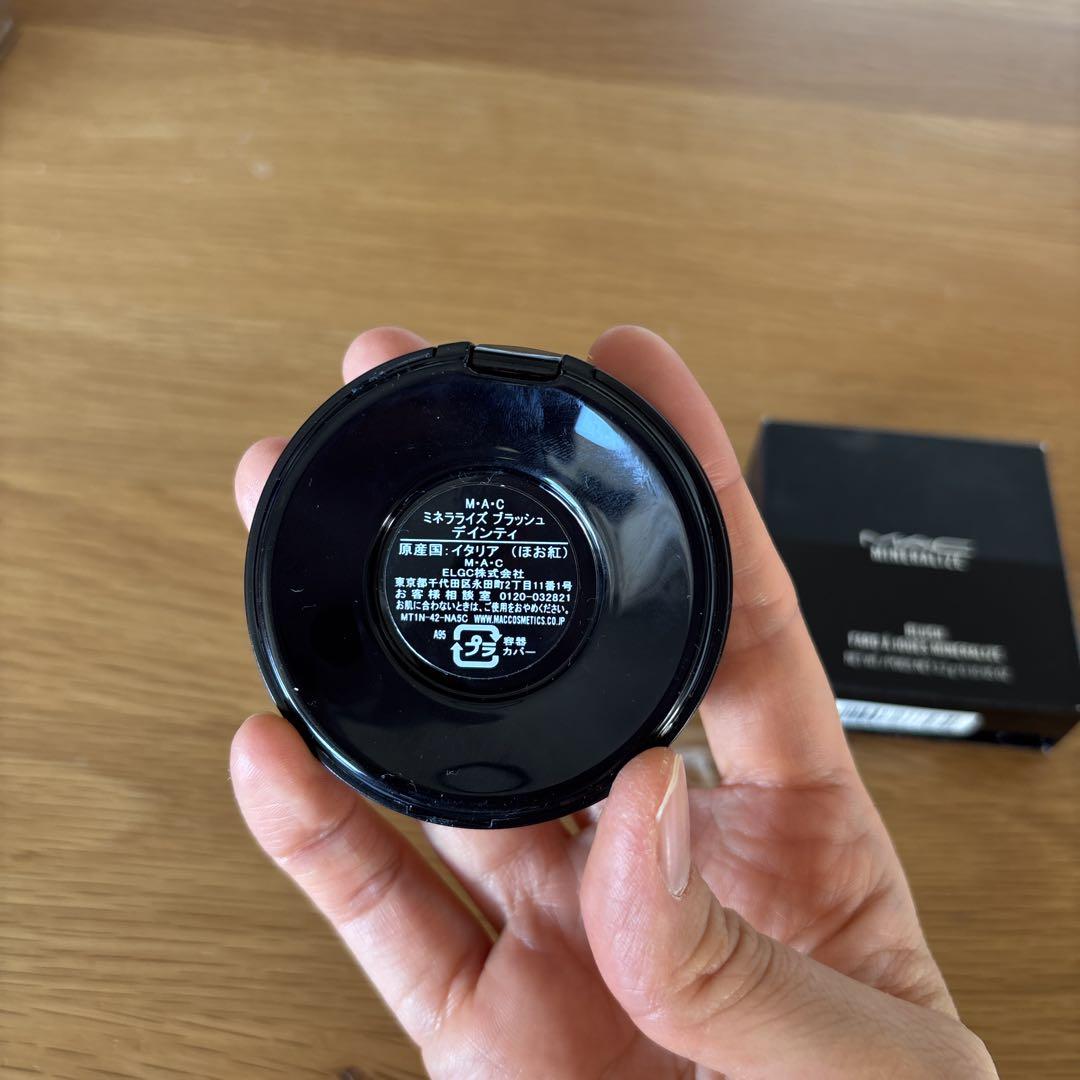 M・A・C
ミネラライズ ブラッシュ
デインティ
原産国：イタリア （ほお紅）
M・A・C
ELGC株式会社
東京都千代田区永田町2丁目11番1号
お客様相談室 0120-032821
お肌に合わないときは、ご使用をおやめください。
MT1N-42-NA5C WWW.MACCOSMETICS.CO.JP
A95 プラ 容器
カバー
MAC
MINERALIZE
BLUSH
FARD À JOUES MINERALIZE